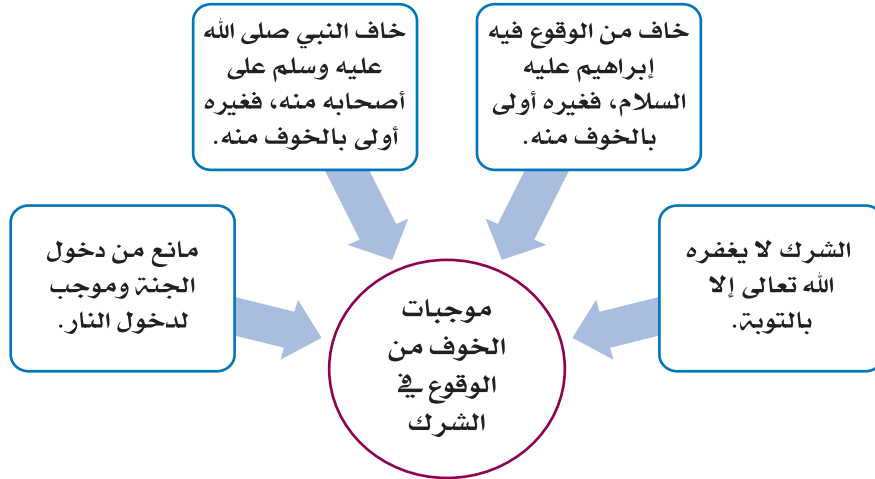 خاف من الوقوع فيه
إبراهيم عليه
السلام، فغيره أولى
بالخوف منه.
خاف النبي صلى الله
عليه وسلم على
أصحابه منه، فغيره
أولى بالخوف منه.
الشرك لا يغفره
الله تعالى إلا
بالتوبة.
مانع من دخول
الجنة وموجب
لدخول النار.
موجبات
الخوف من
الوقوع في
الشرك